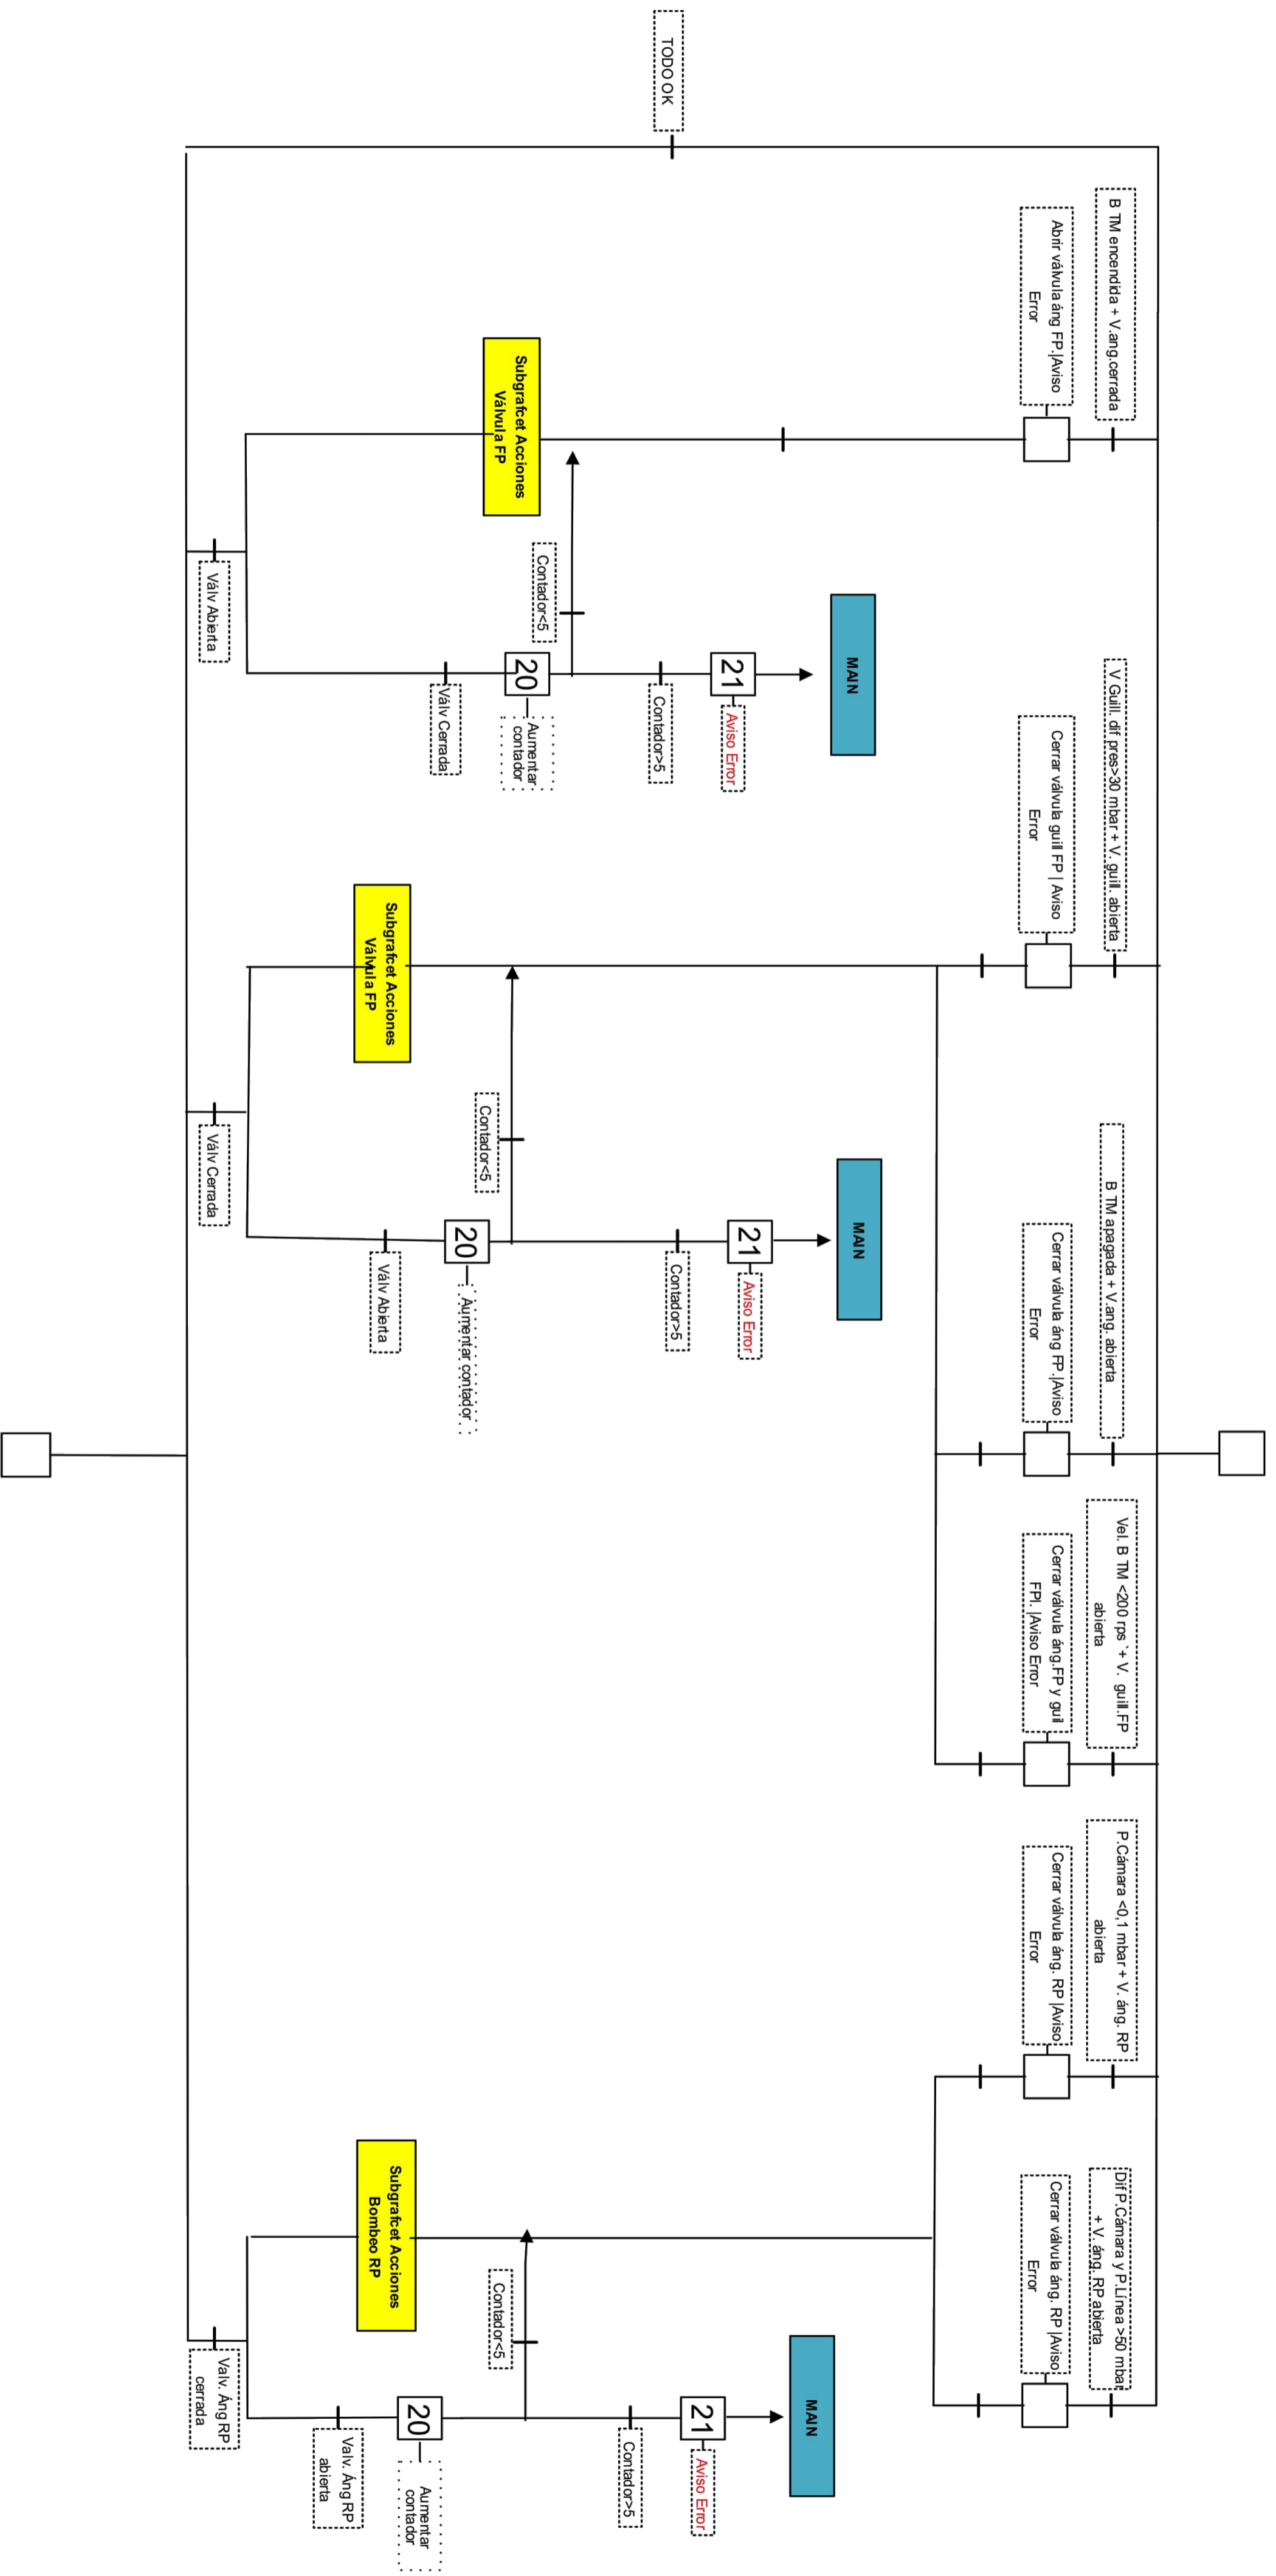 B TM encendida + V.ang.cerrada
V Guill. dif pres>30 mbar + V. guill. abierta
B TM apagada + V.ang. abierta
Vel. B TM <200 rps `+ V. guill.FP
abierta
P.Cámara <0,1 mbar + V. áng. RP
abierta
Dif P.Cámara y P.Línea >50 mbar
+ V. áng. RP abierta
Abrir válvula áng FP.|Aviso
Error
Cerrar válvula guill FP | Aviso
Error
Cerrar válvula áng FP.|Aviso
Error
Cerrar válvula áng.FP y guil
FPl. |Aviso Error
Cerrar válvula áng. RP |Aviso
Error
Cerrar válvula áng. RP |Aviso
Error
MAIN
MAIN
MAIN
21
Aviso Error
21
Aviso Error
21
Aviso Error
TODO OK
Contador>5
Contador>5
Contador>5
Contador<5
Contador<5
Contador<5
Subgrafcet Acciones
Válvula FP
20
Aumentar
contador
Válv Cerrada
Subgrafcet Acciones
Válvula FP
20
Aumentar contador
Válv Abierta
Subgrafcet Acciones
Bombeo RP
20
Aumentar
contador
Valv. Áng RP
abierta
Válv Abierta
Válv Cerrada
Valv. Áng RP
cerrada